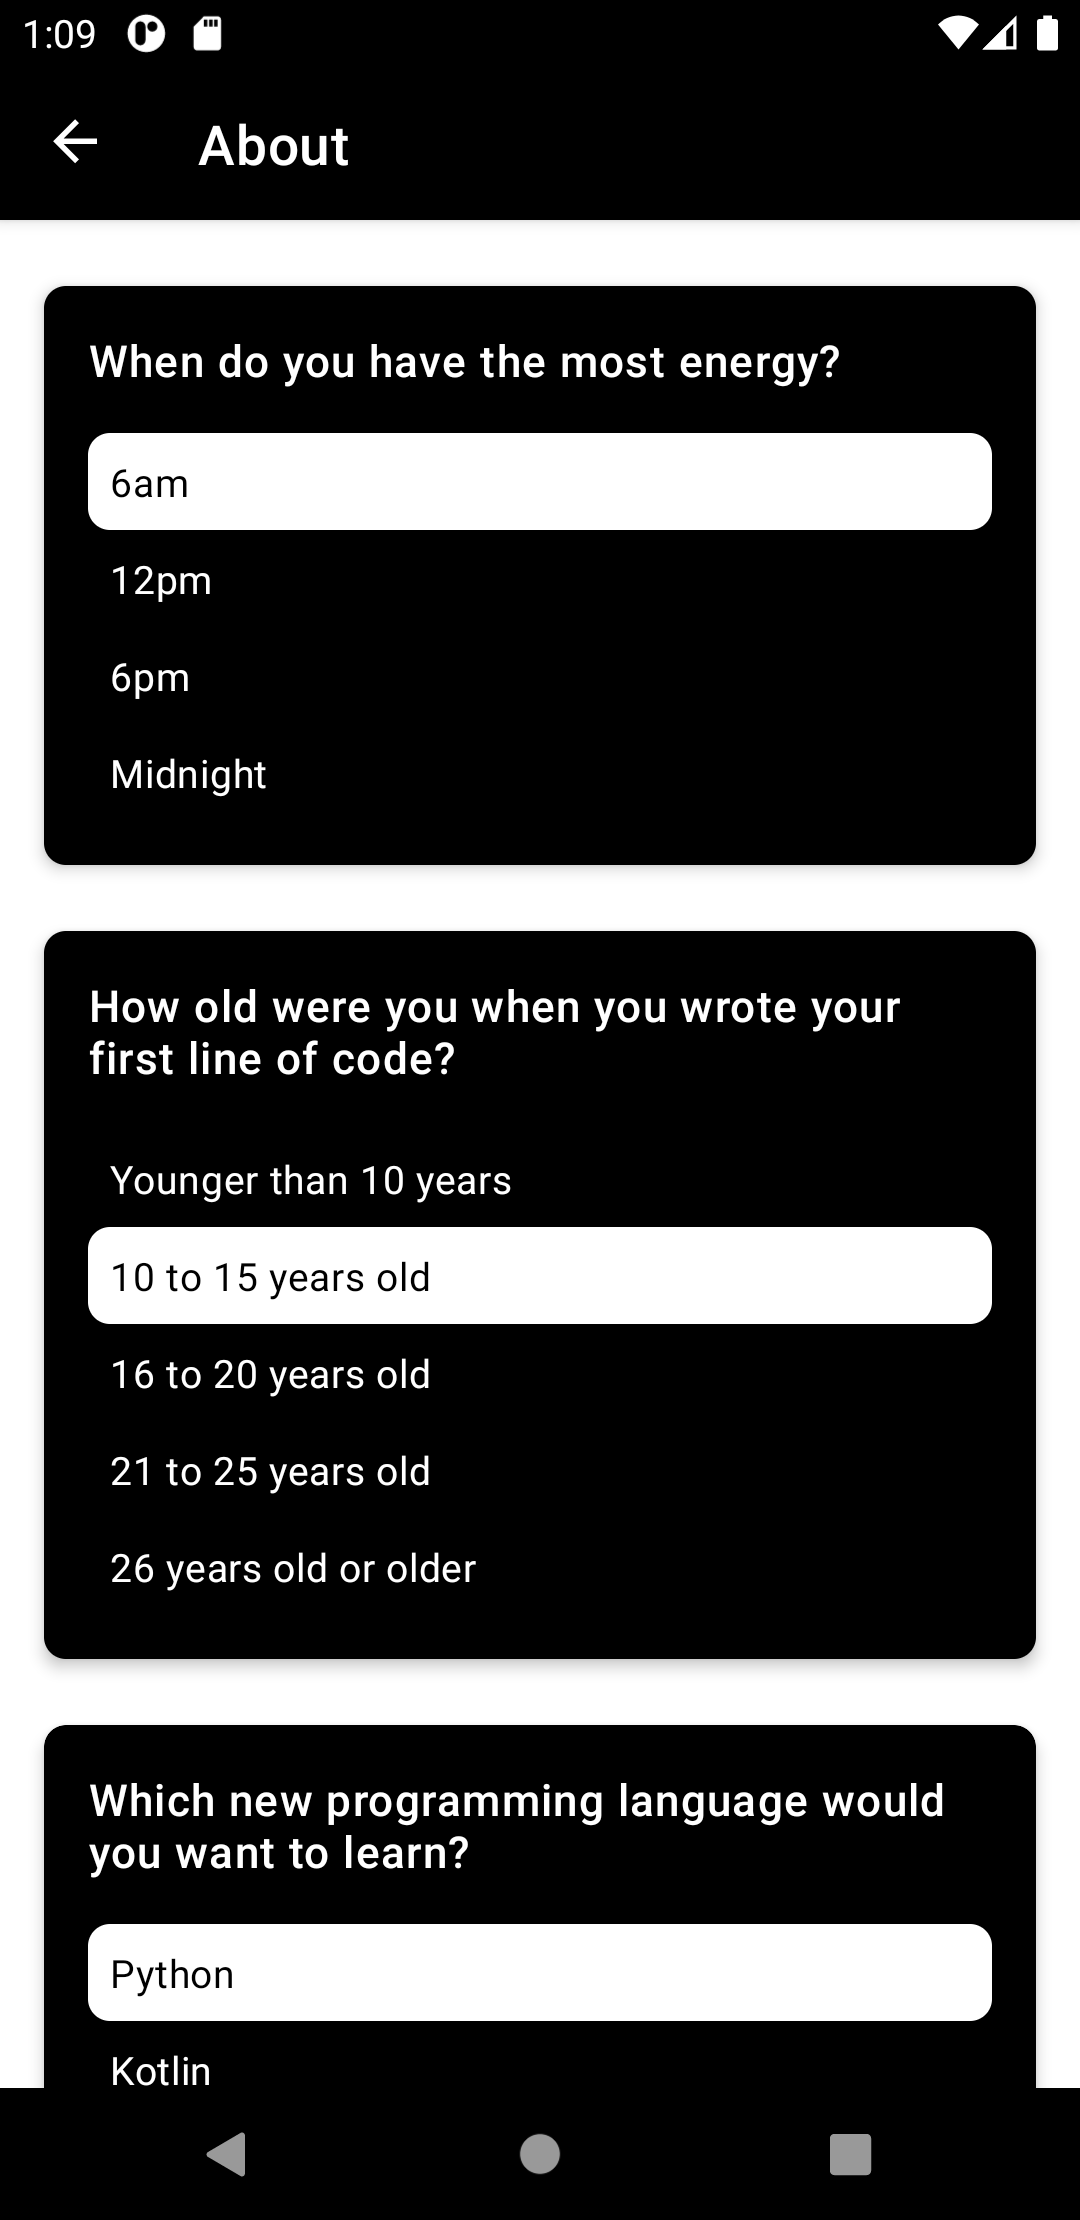 1:09
About
When do you have the most energy?
6am
12pm
6pm
Midnight
How old were you when you wrote your
first line of code?
Younger than 10 years
10 to 15 years old
16 to 20 years old
21 to 25 years old
26 years old or older
Which new programming language would
you want to learn?
Python
Kotlin